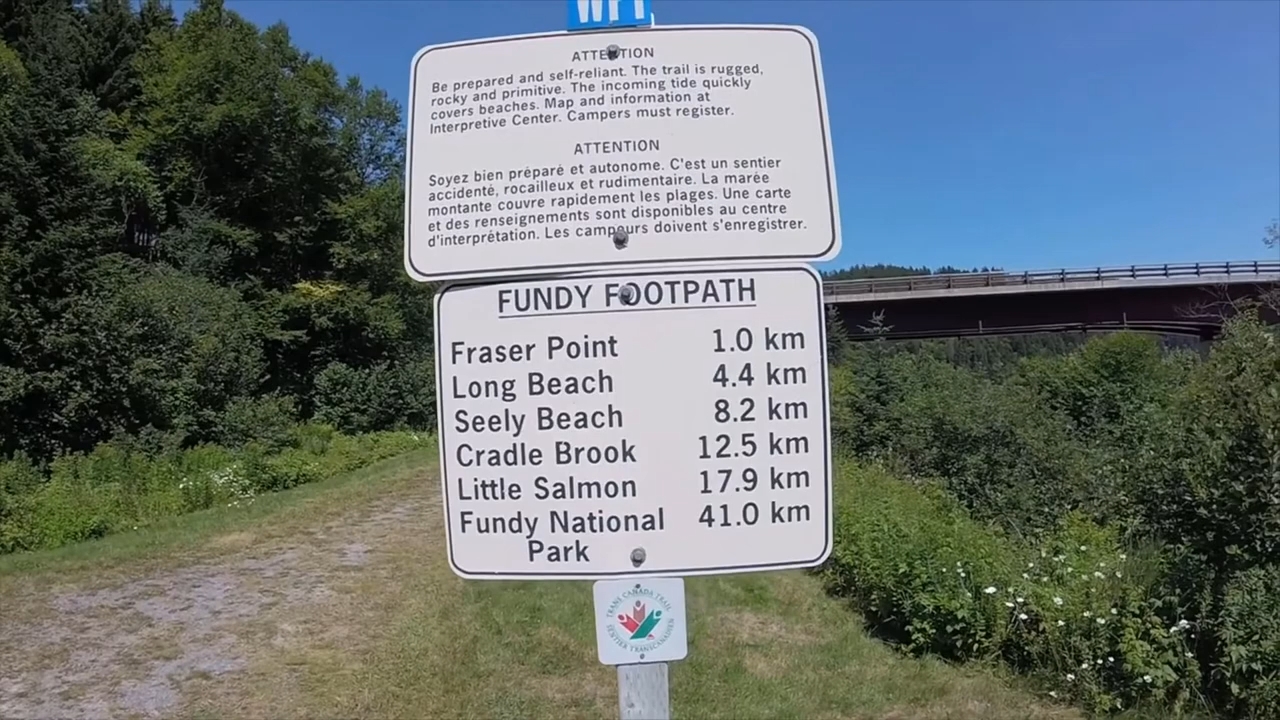 WPT
ATTENTION
Be prepared and self-reliant. The trail is rugged,
rocky and primitive. The incoming tide quickly
covers beaches. Map and information at
Interpretive Center. Campers must register.
ATTENTION
Soyez bien préparé et autonome. C'est un sentier
accidenté, rocailleux et rudimentaire. La marée
montante couvre rapidement les plages. Une carte
et des renseignements sont disponibles au centre
d'interprétation. Les campeurs doivent s'enregistrer.
FUNDY FOOTPATH
Fraser Point 1.0 km
Long Beach 4.4 km
Seely Beach 8.2 km
Cradle Brook 12.5 km
Little Salmon 17.9 km
Fundy National 41.0 km
Park
TRANS CANADA TRAIL
SENTIER TRANSCANADIEN